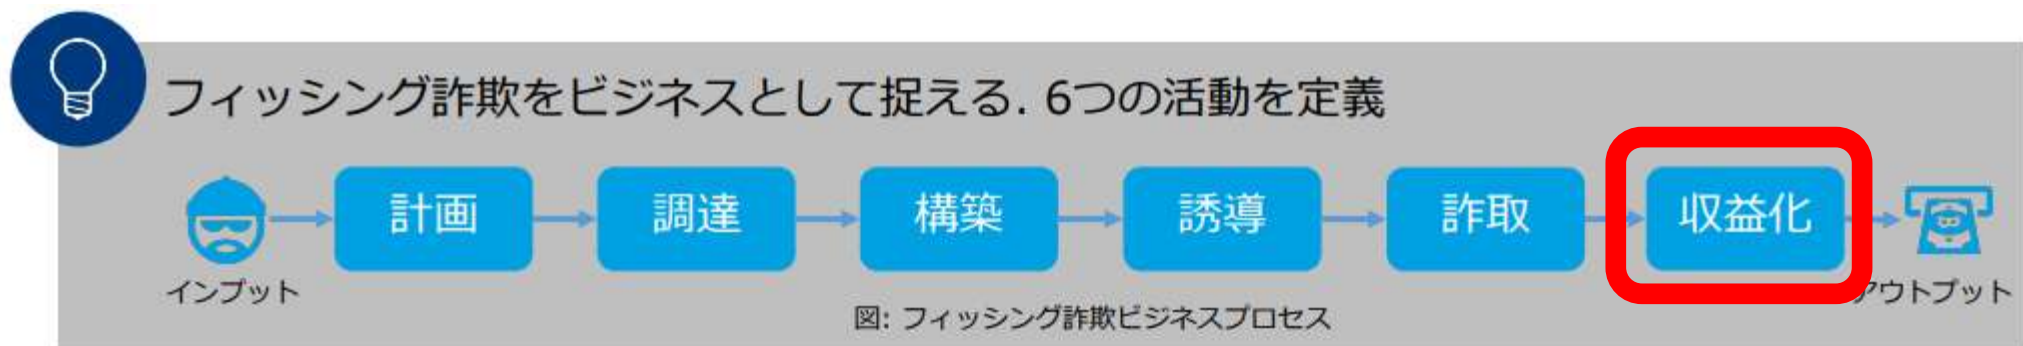 フィッシング詐欺をビジネスとして捉える. 6つの活動を定義
計画
調達
構築
誘導
詐取
収益化
インプット
アウトプット
図: フィッシング詐欺ビジネスプロセス